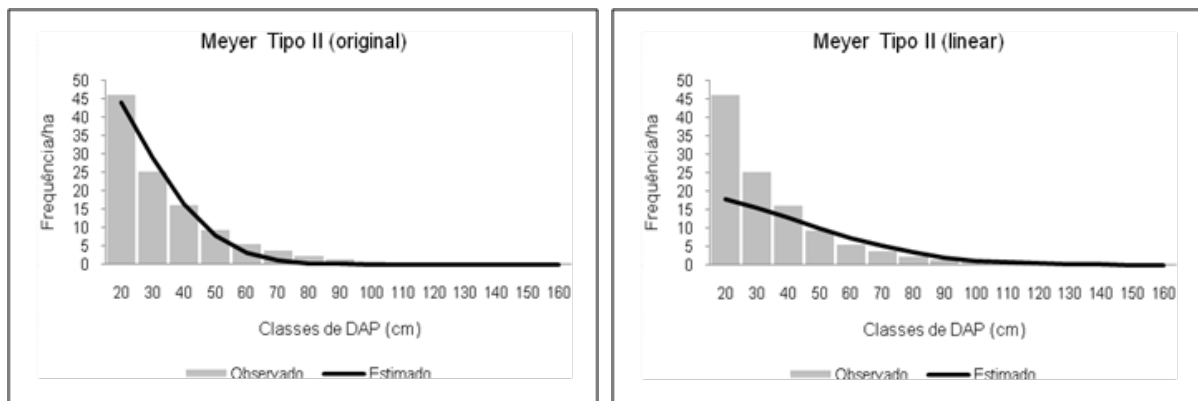 Meyer Tipo II (original)
50
45
40
35
30
25
20
15
10
5
0
Frequência/ha
20 30 40 50 60 70 80 90 100 110 120 130 140 150 160
Classes de DAP (cm)
Observado Estimado
Meyer Tipo II (linear)
50
45
40
35
30
25
20
15
10
5
0
Frequência/ha
20 30 40 50 60 70 80 90 100 110 120 130 140 150 160
Classes de DAP (cm)
Observado Estimado